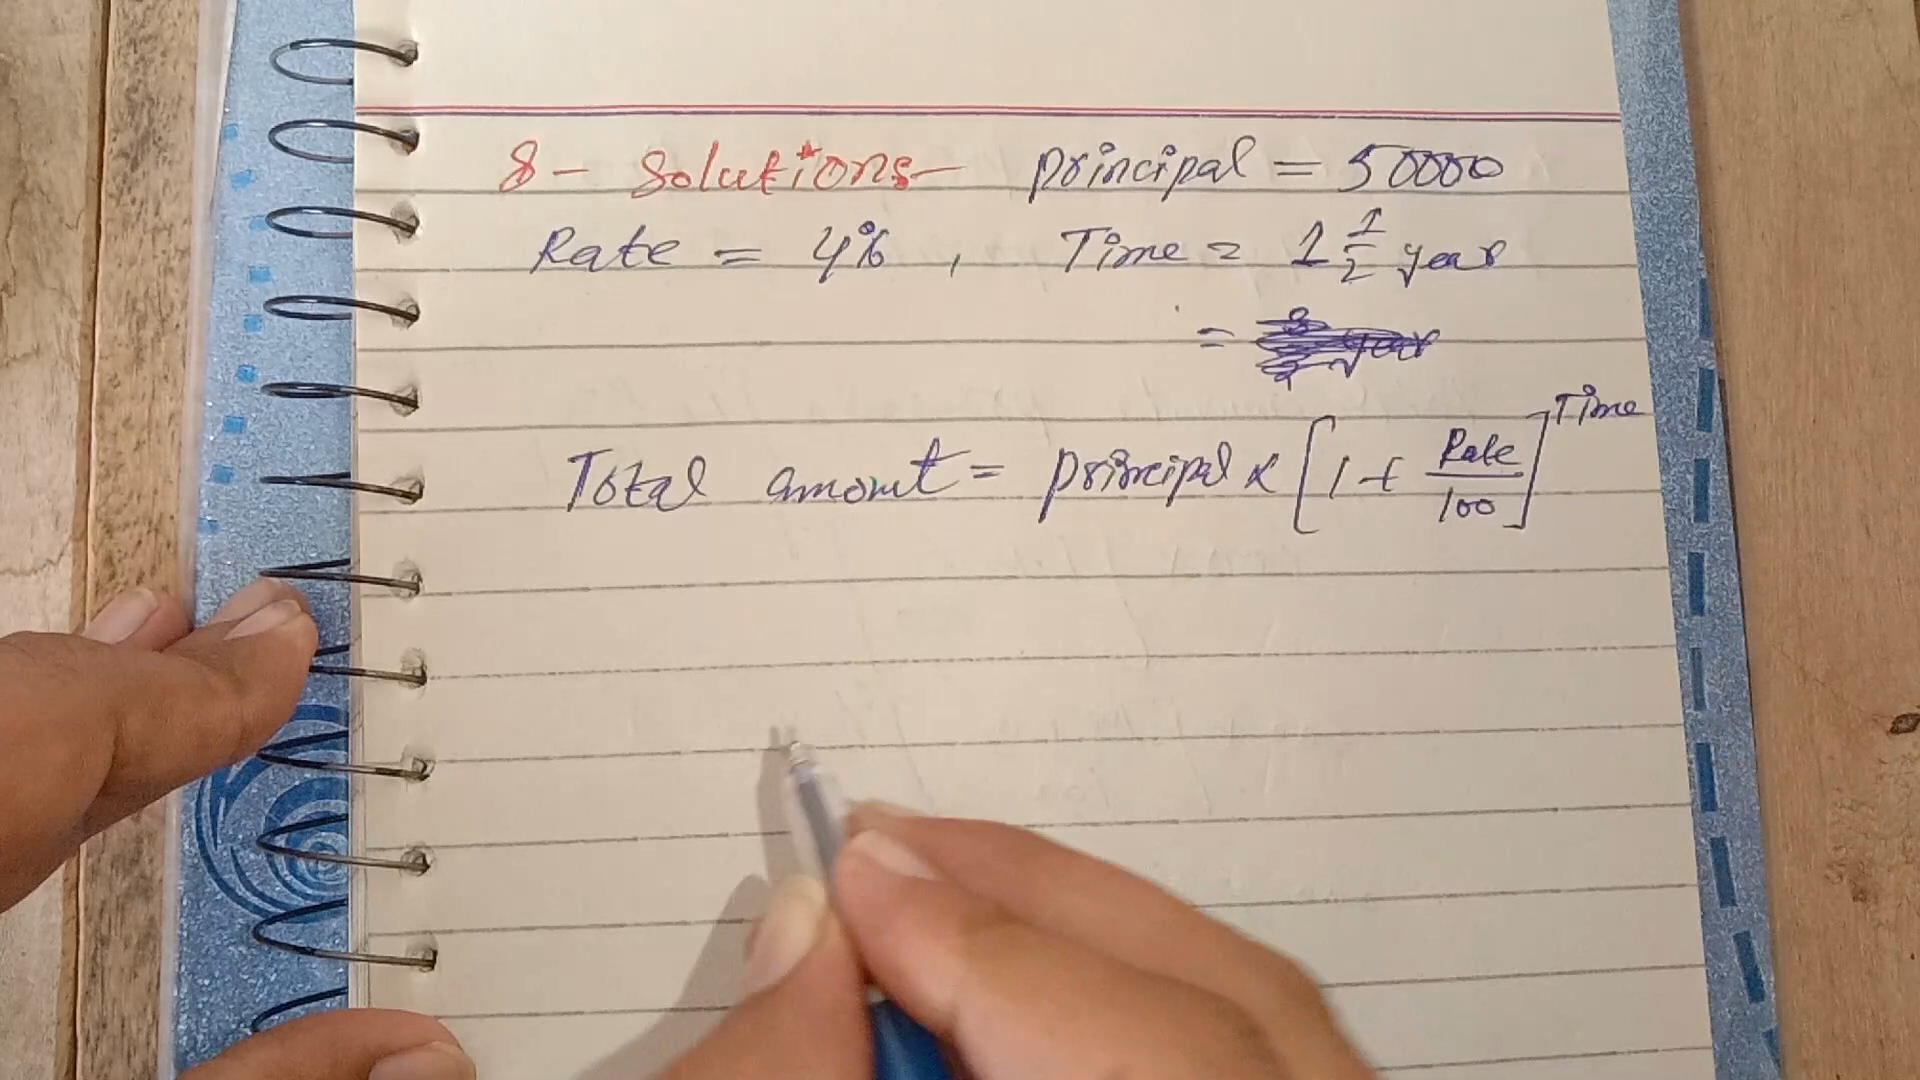 8 - Solutions - principal = 50000
Rate = 4% , Time = 1 1/2 year
=
Total amount = principal x [1 + Rate/100]^Time